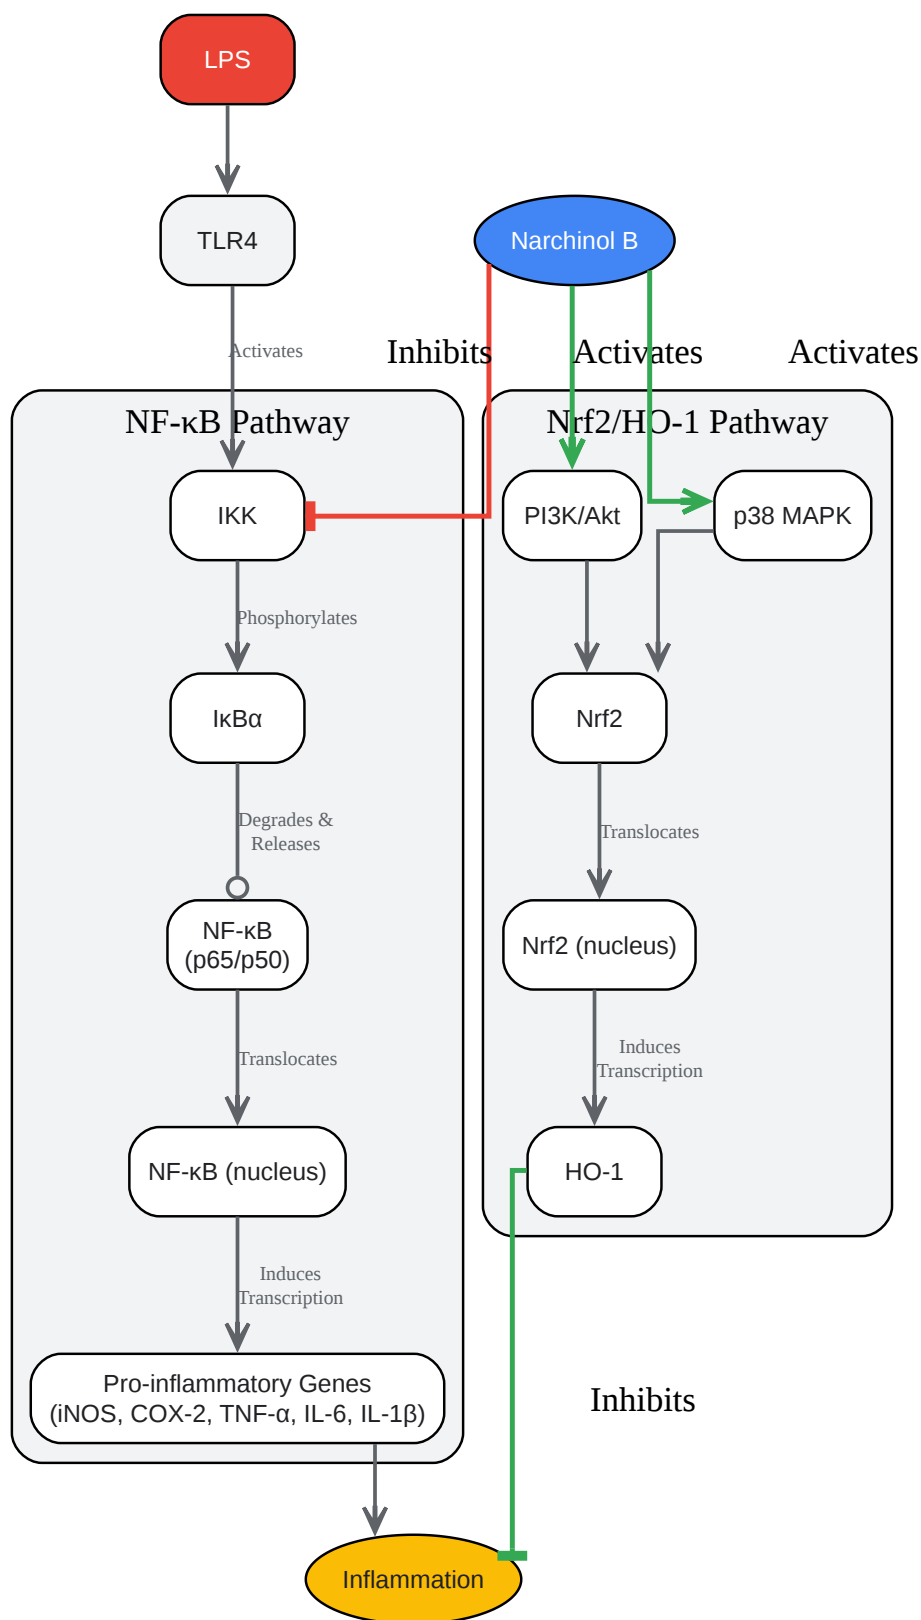 LPS
TLR4
Narchinol B
Activates
Inhibits
Activates
Activates
NF-κB Pathway
Nrf2/HO-1 Pathway
IKK
PI3K/Akt
p38 MAPK
Phosphorylates
IκBα
Nrf2
Degrades &
Releases
Translocates
NF-κB
(p65/p50)
Nrf2 (nucleus)
Translocates
Induces
Transcription
NF-κB (nucleus)
HO-1
Induces
Transcription
Pro-inflammatory Genes
(iNOS, COX-2, TNF-α, IL-6, IL-1β)
Inhibits
Inflammation